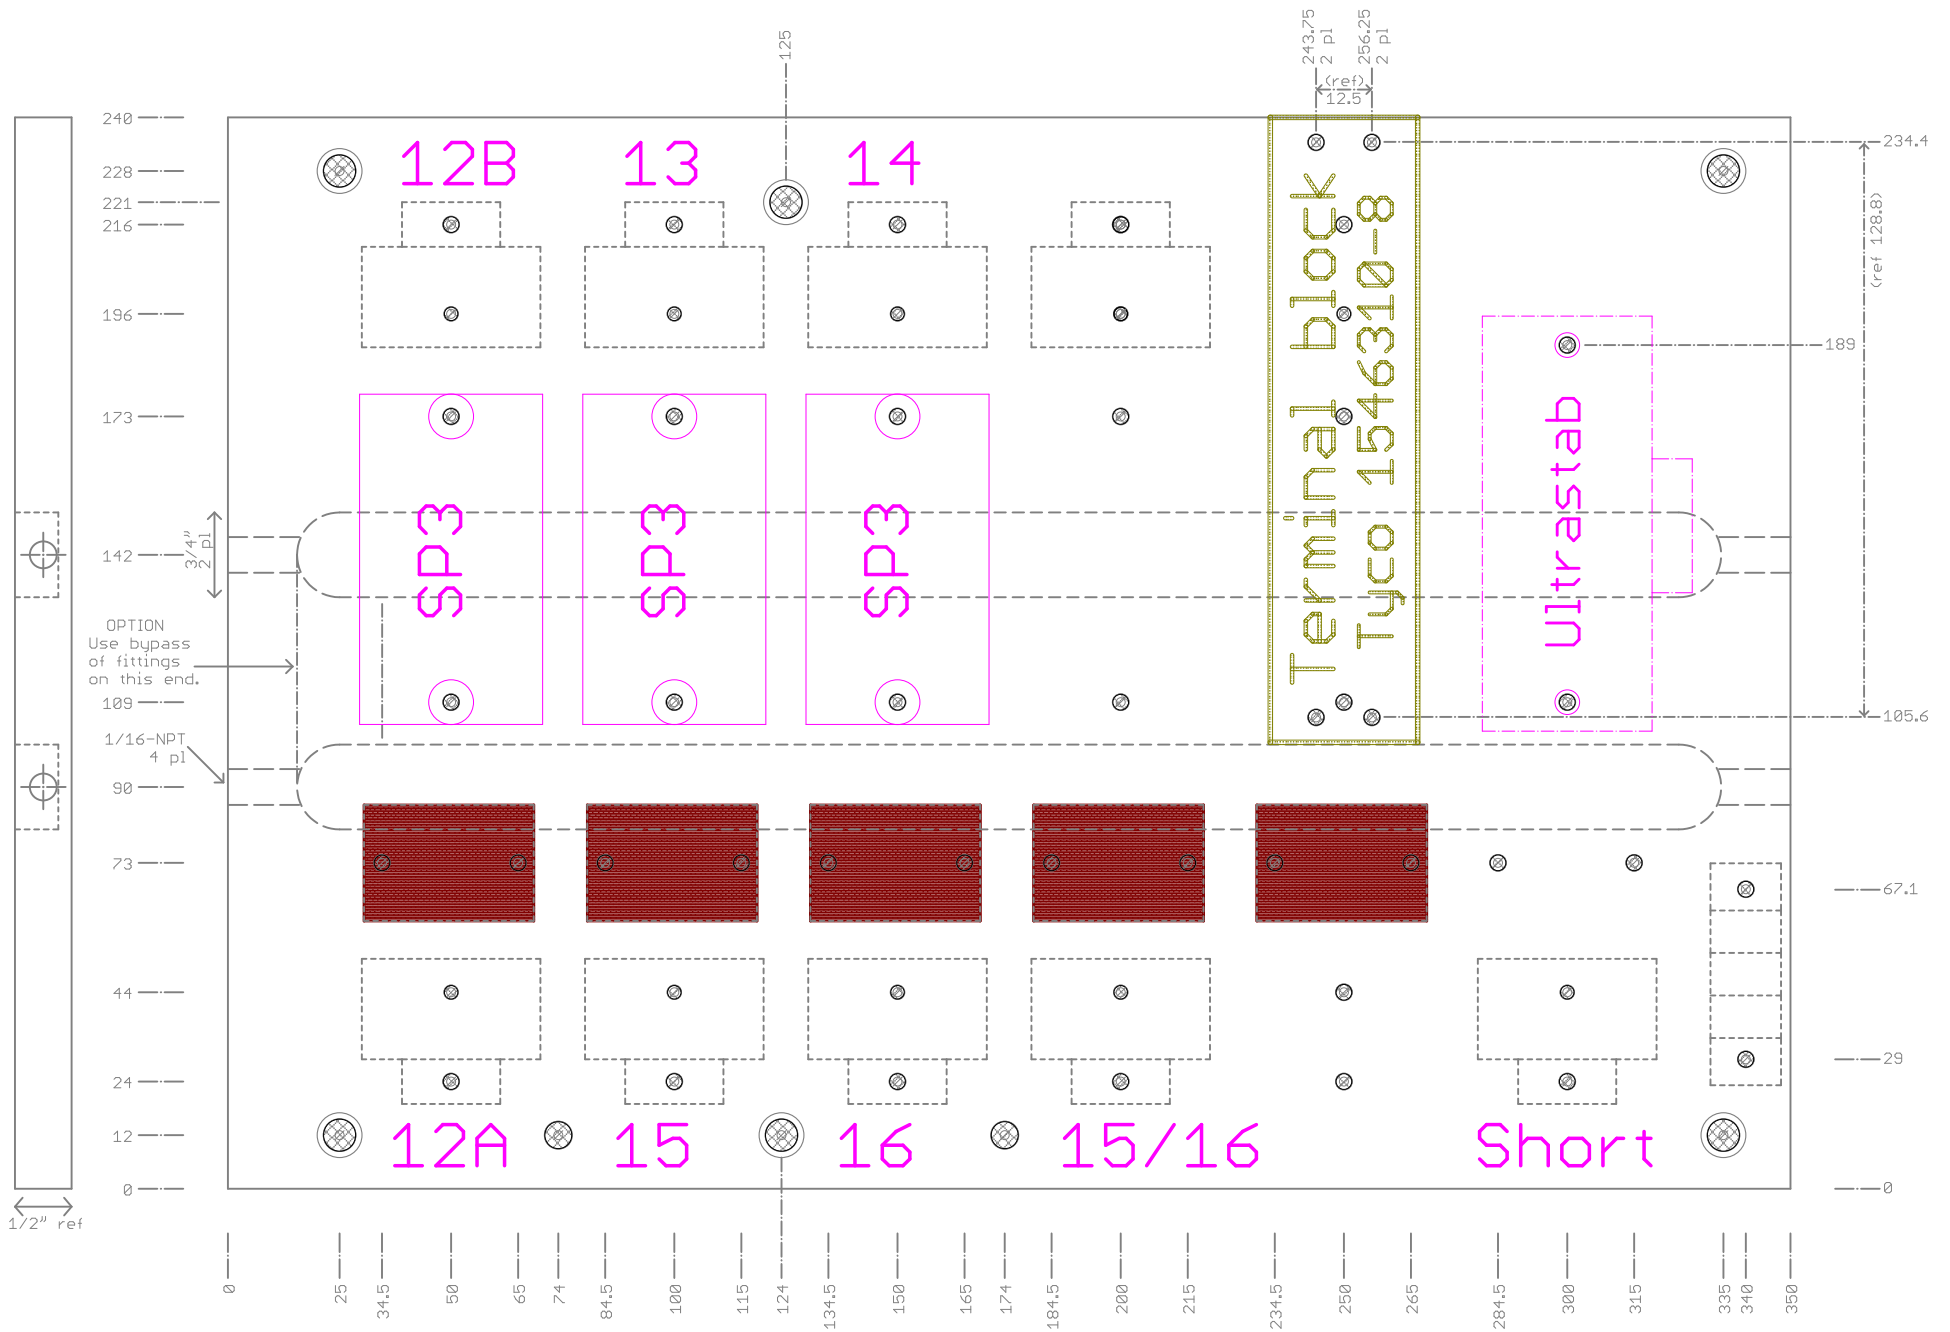 243.75
2 pl
256.25
2 pl
125
(ref)
12.5
240
228
221
216
196
173
142
109
90
73
44
24
12
0
12B
13
14
234.4
(ref 128.8)
189
105.6
67.1
29
0
Terminal block
Tyco 1546310-8
Ultrastab
SP3
SP3
SP3
3/4"
2 pl
OPTION
Use bypass
of fittings
on this end.
1/16-NPT
4 pl
12A
15
16
15/16
Short
1/2" ref
0
25
34.5
50
65
74
84.5
100
115
124
134.5
150
165
174
184.5
200
215
234.5
250
265
284.5
300
315
335
340
350